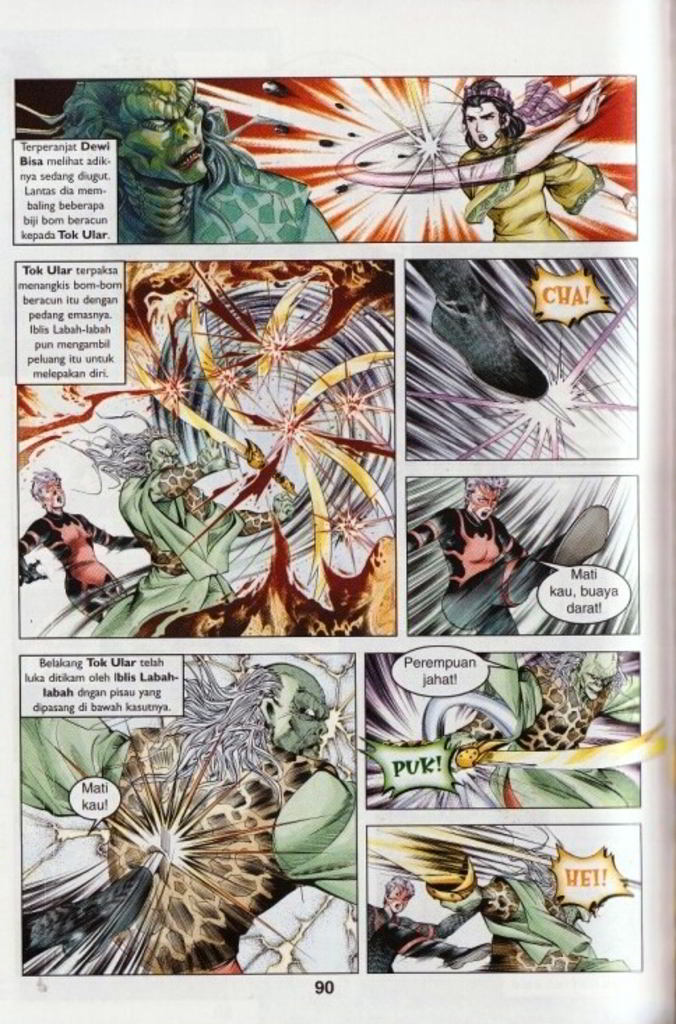 Terperanjat Dewi
Bisa melihat adik-
nya sedang diugut.
Lantas dia mem-
baling beberapa
biji bom beracun
kepada Tok Ular.
Tok Ular terpaksa
menangkis bom-bom
beracun itu dengan
pedang emasnya.
Iblis Labah-labah
pun mengambil
peluang itu untuk
melepakan diri.
CHA!
Mati
kau, buaya
darat!
Belakang Tok Ular telah
luka ditikam oleh Iblis Labah-
labah dngan pisau yang
dipasang di bawah kasutnya.
Mati
kau!
Perempuan
jahat!
PUK!
HEI!
90